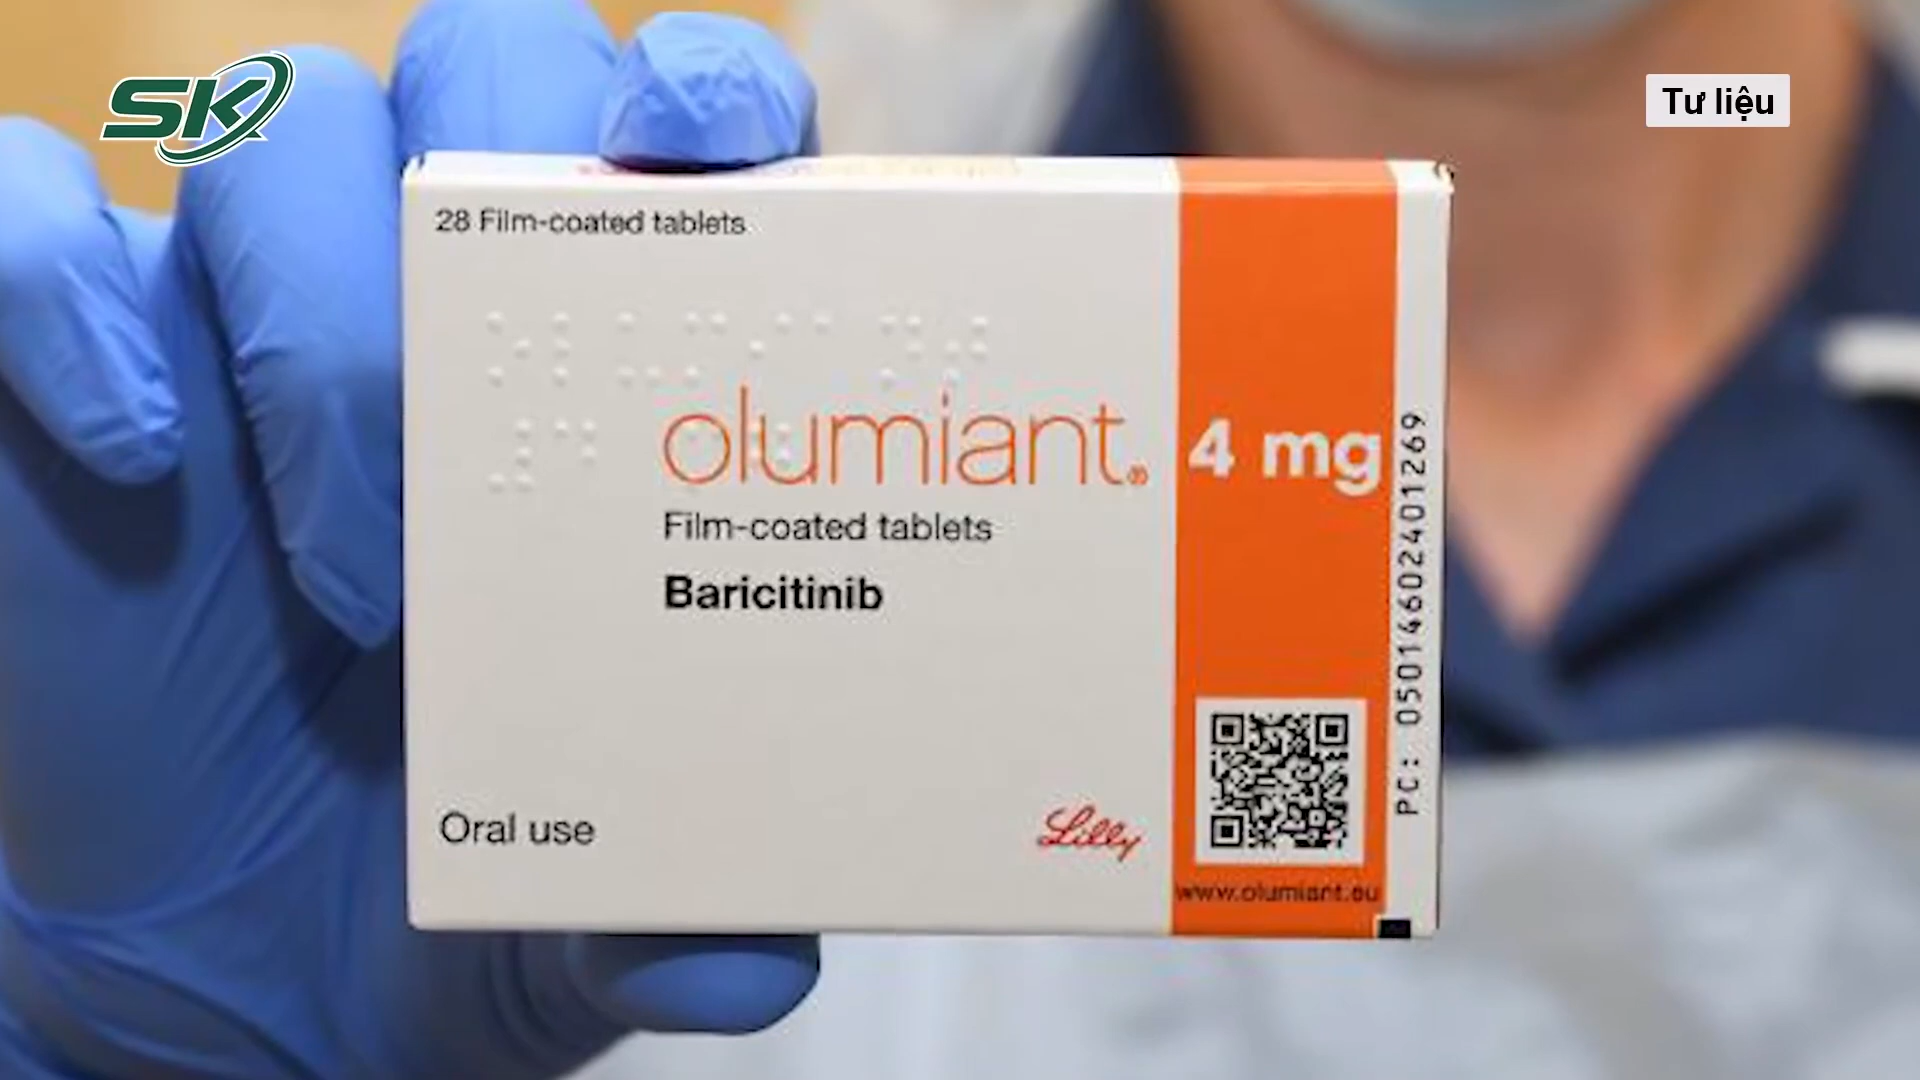 SK
Tư liệu
28 Film-coated tablets
olumiant®
4 mg
Film-coated tablets
Baricitinib
Oral use
Lilly
www.olumiant.eu
PC: 05014602401269